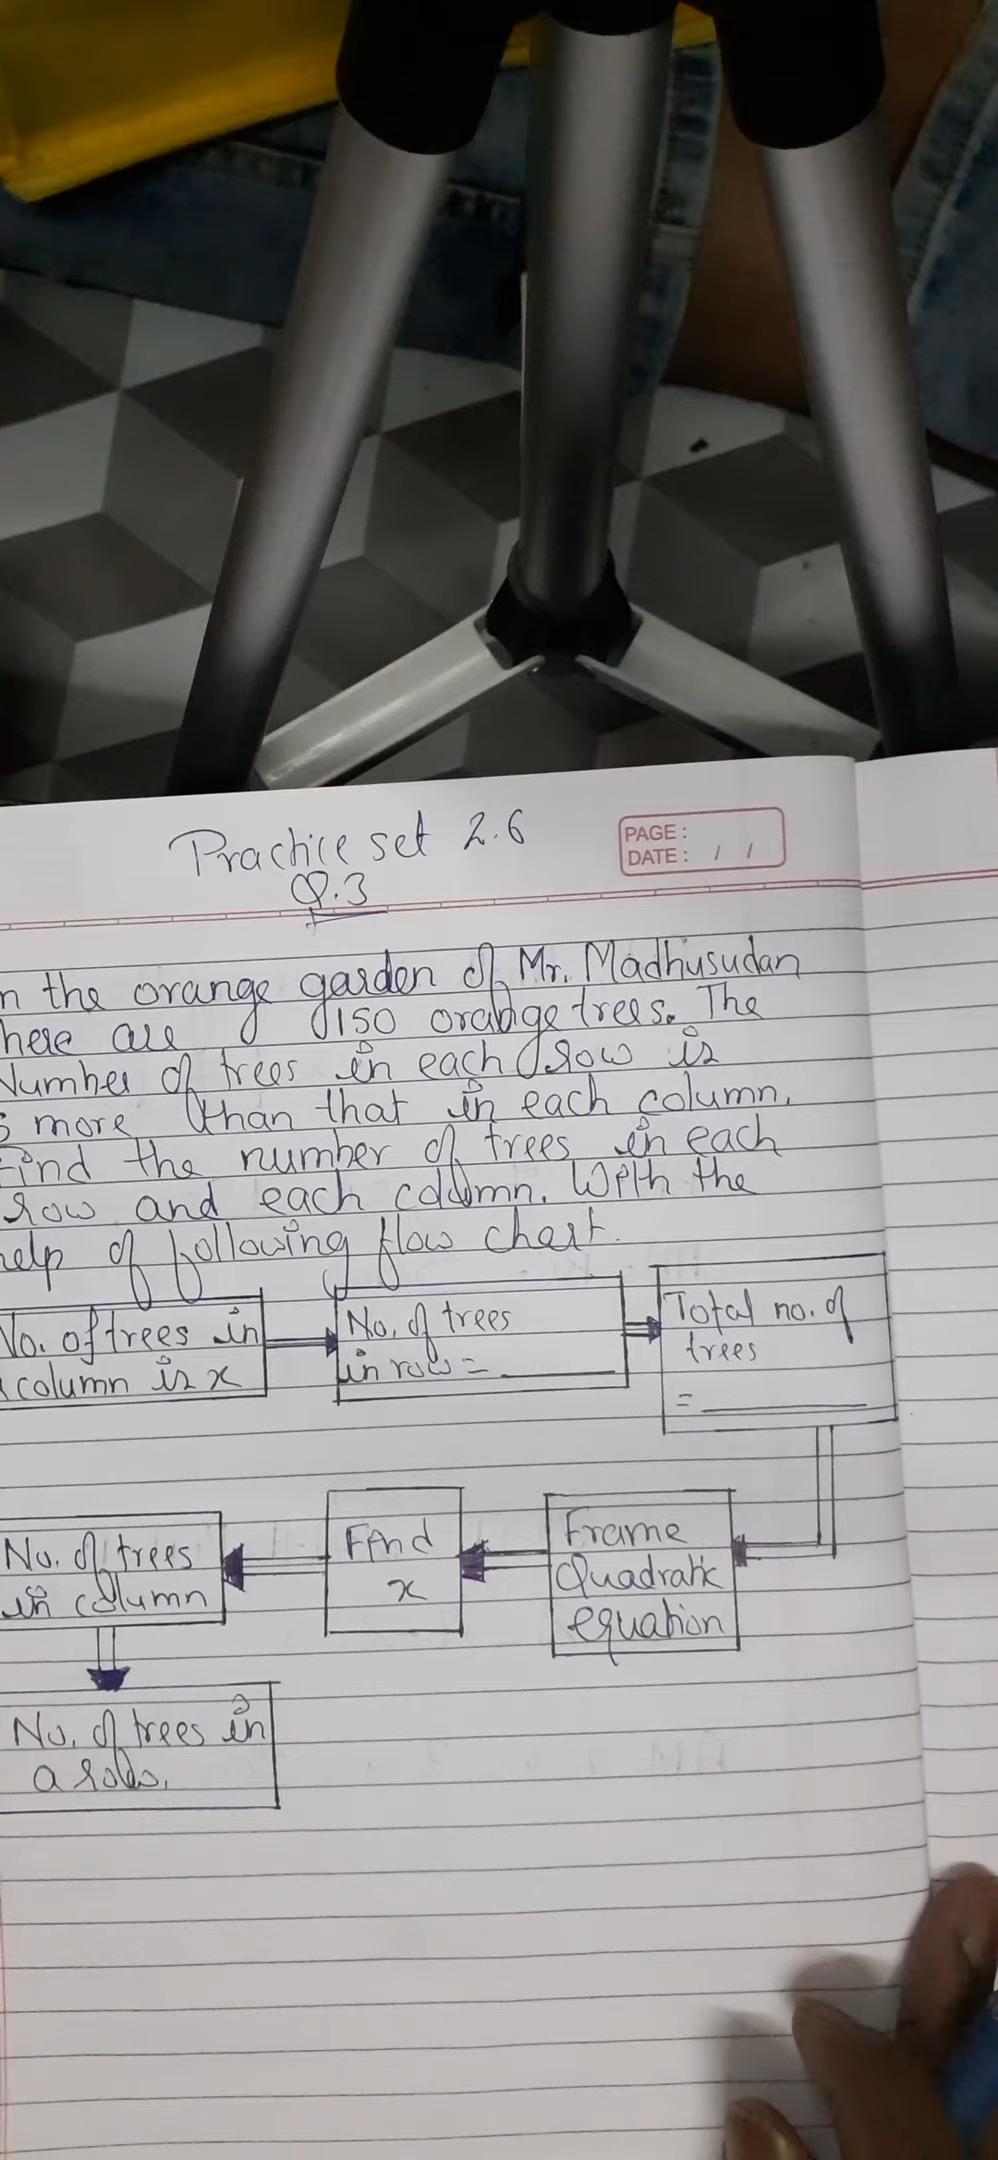 Practice set 2.6
Q.3
PAGE:
DATE: / /
n the orange garden of Mr. Madhusudan
here are 150 orange trees. The
Number of trees in each row is
5 more than that in each column.
Find the number of trees in each
row and each column. With the
help of following flow chart.
No. of trees in
column is x
No. of trees
in row = ______
Total no. of
trees
= ______
Frame
Quadratic
equation
Find
x
No. of trees
in column
No. of trees in
a row.